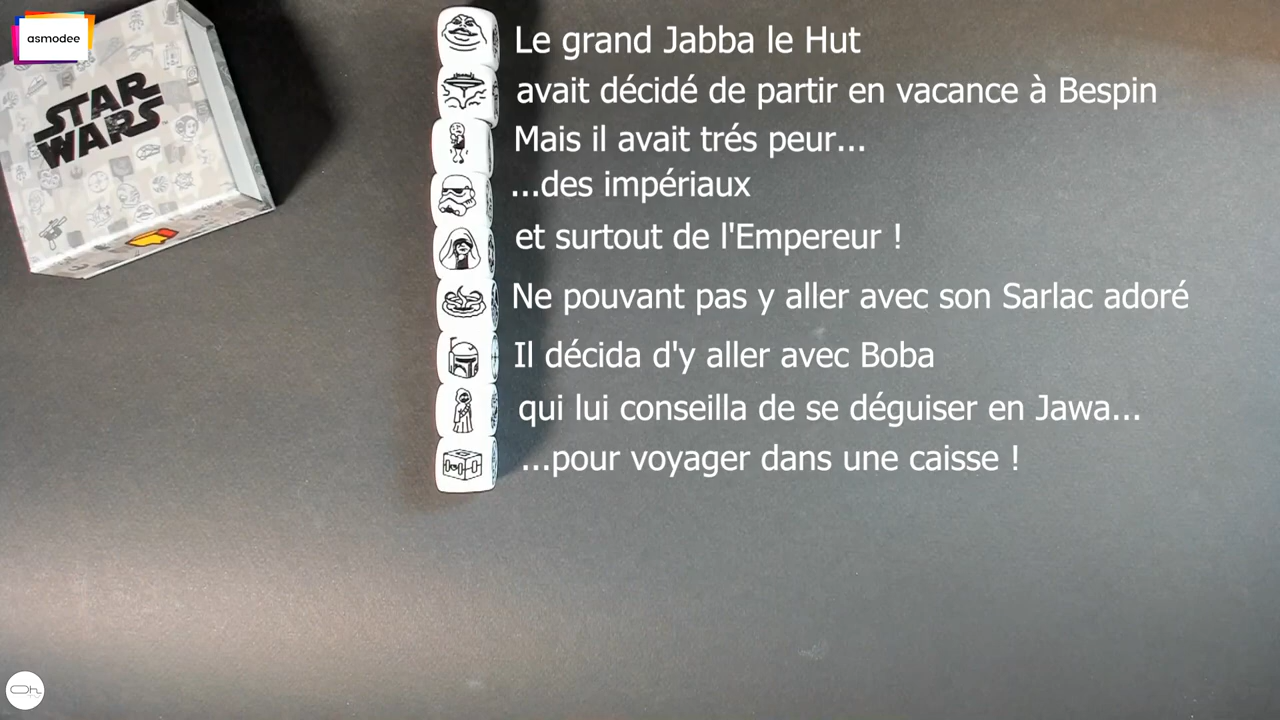 asmodee
STAR
WARS
Le grand Jabba le Hut
avait décidé de partir en vacance à Bespin
Mais il avait trés peur...
...des impériaux
et surtout de l'Empereur !
Ne pouvant pas y aller avec son Sarlac adoré
Il décida d'y aller avec Boba
qui lui conseilla de se déguiser en Jawa...
...pour voyager dans une caisse !